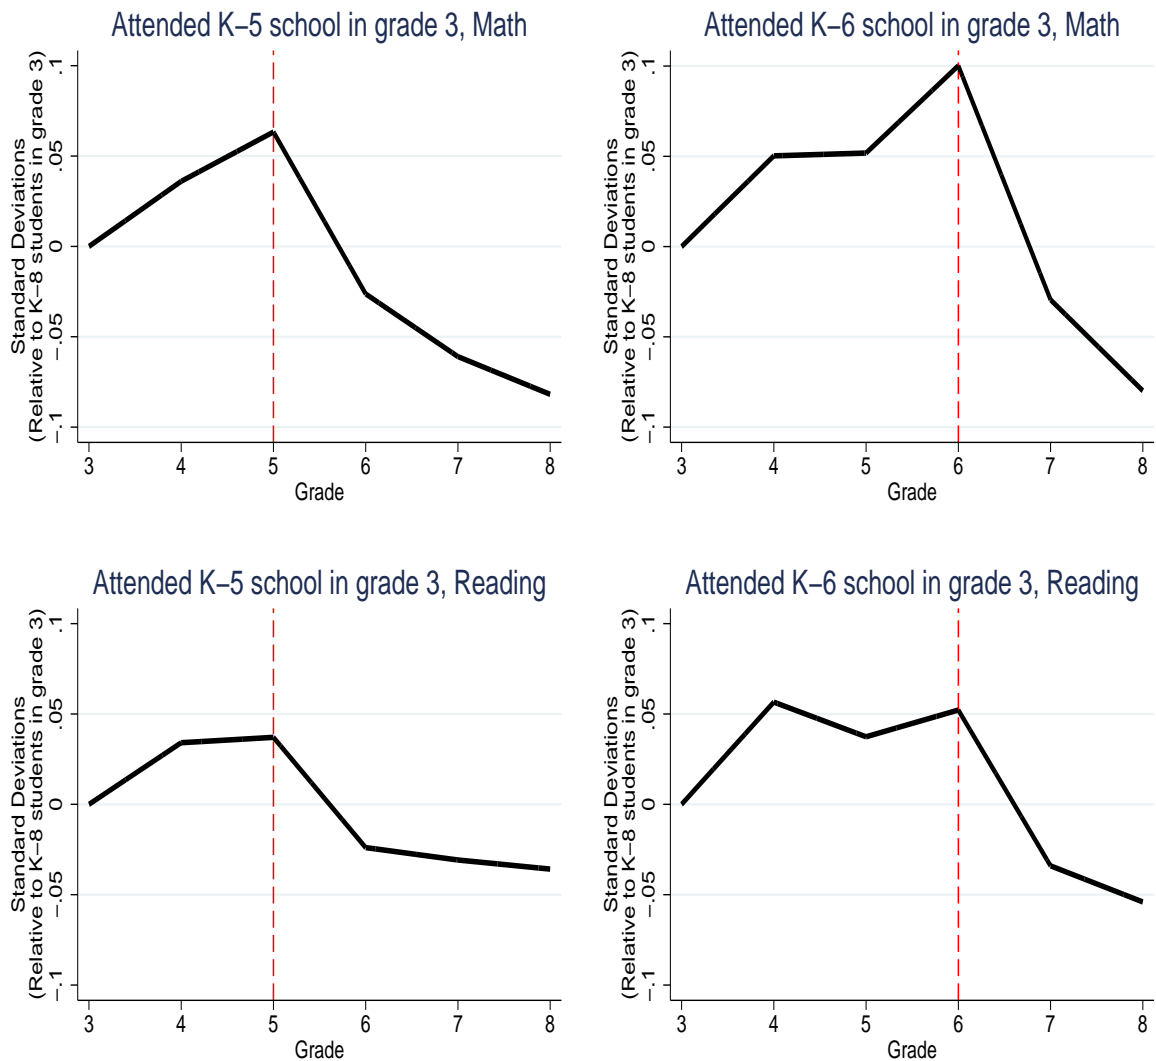 Attended K–5 school in grade 3, Math
Standard Deviations
(Relative to K–8 students in grade 3)
.1
.05
0
–.05
–.1
3 4 5 6 7 8
Grade
Attended K–6 school in grade 3, Math
Standard Deviations
(Relative to K–8 students in grade 3)
.1
.05
0
–.05
–.1
3 4 5 6 7 8
Grade
Attended K–5 school in grade 3, Reading
Standard Deviations
(Relative to K–8 students in grade 3)
.1
.05
0
–.05
–.1
3 4 5 6 7 8
Grade
Attended K–6 school in grade 3, Reading
Standard Deviations
(Relative to K–8 students in grade 3)
.1
.05
0
–.05
–.1
3 4 5 6 7 8
Grade